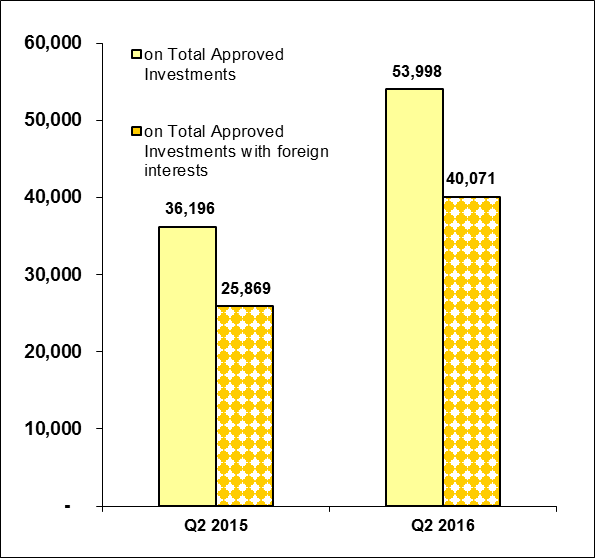 60,000
50,000
40,000
30,000
20,000
10,000
-
on Total Approved
Investments
on Total Approved
Investments with foreign
interests
36,196
25,869
53,998
40,071
Q2 2015
Q2 2016